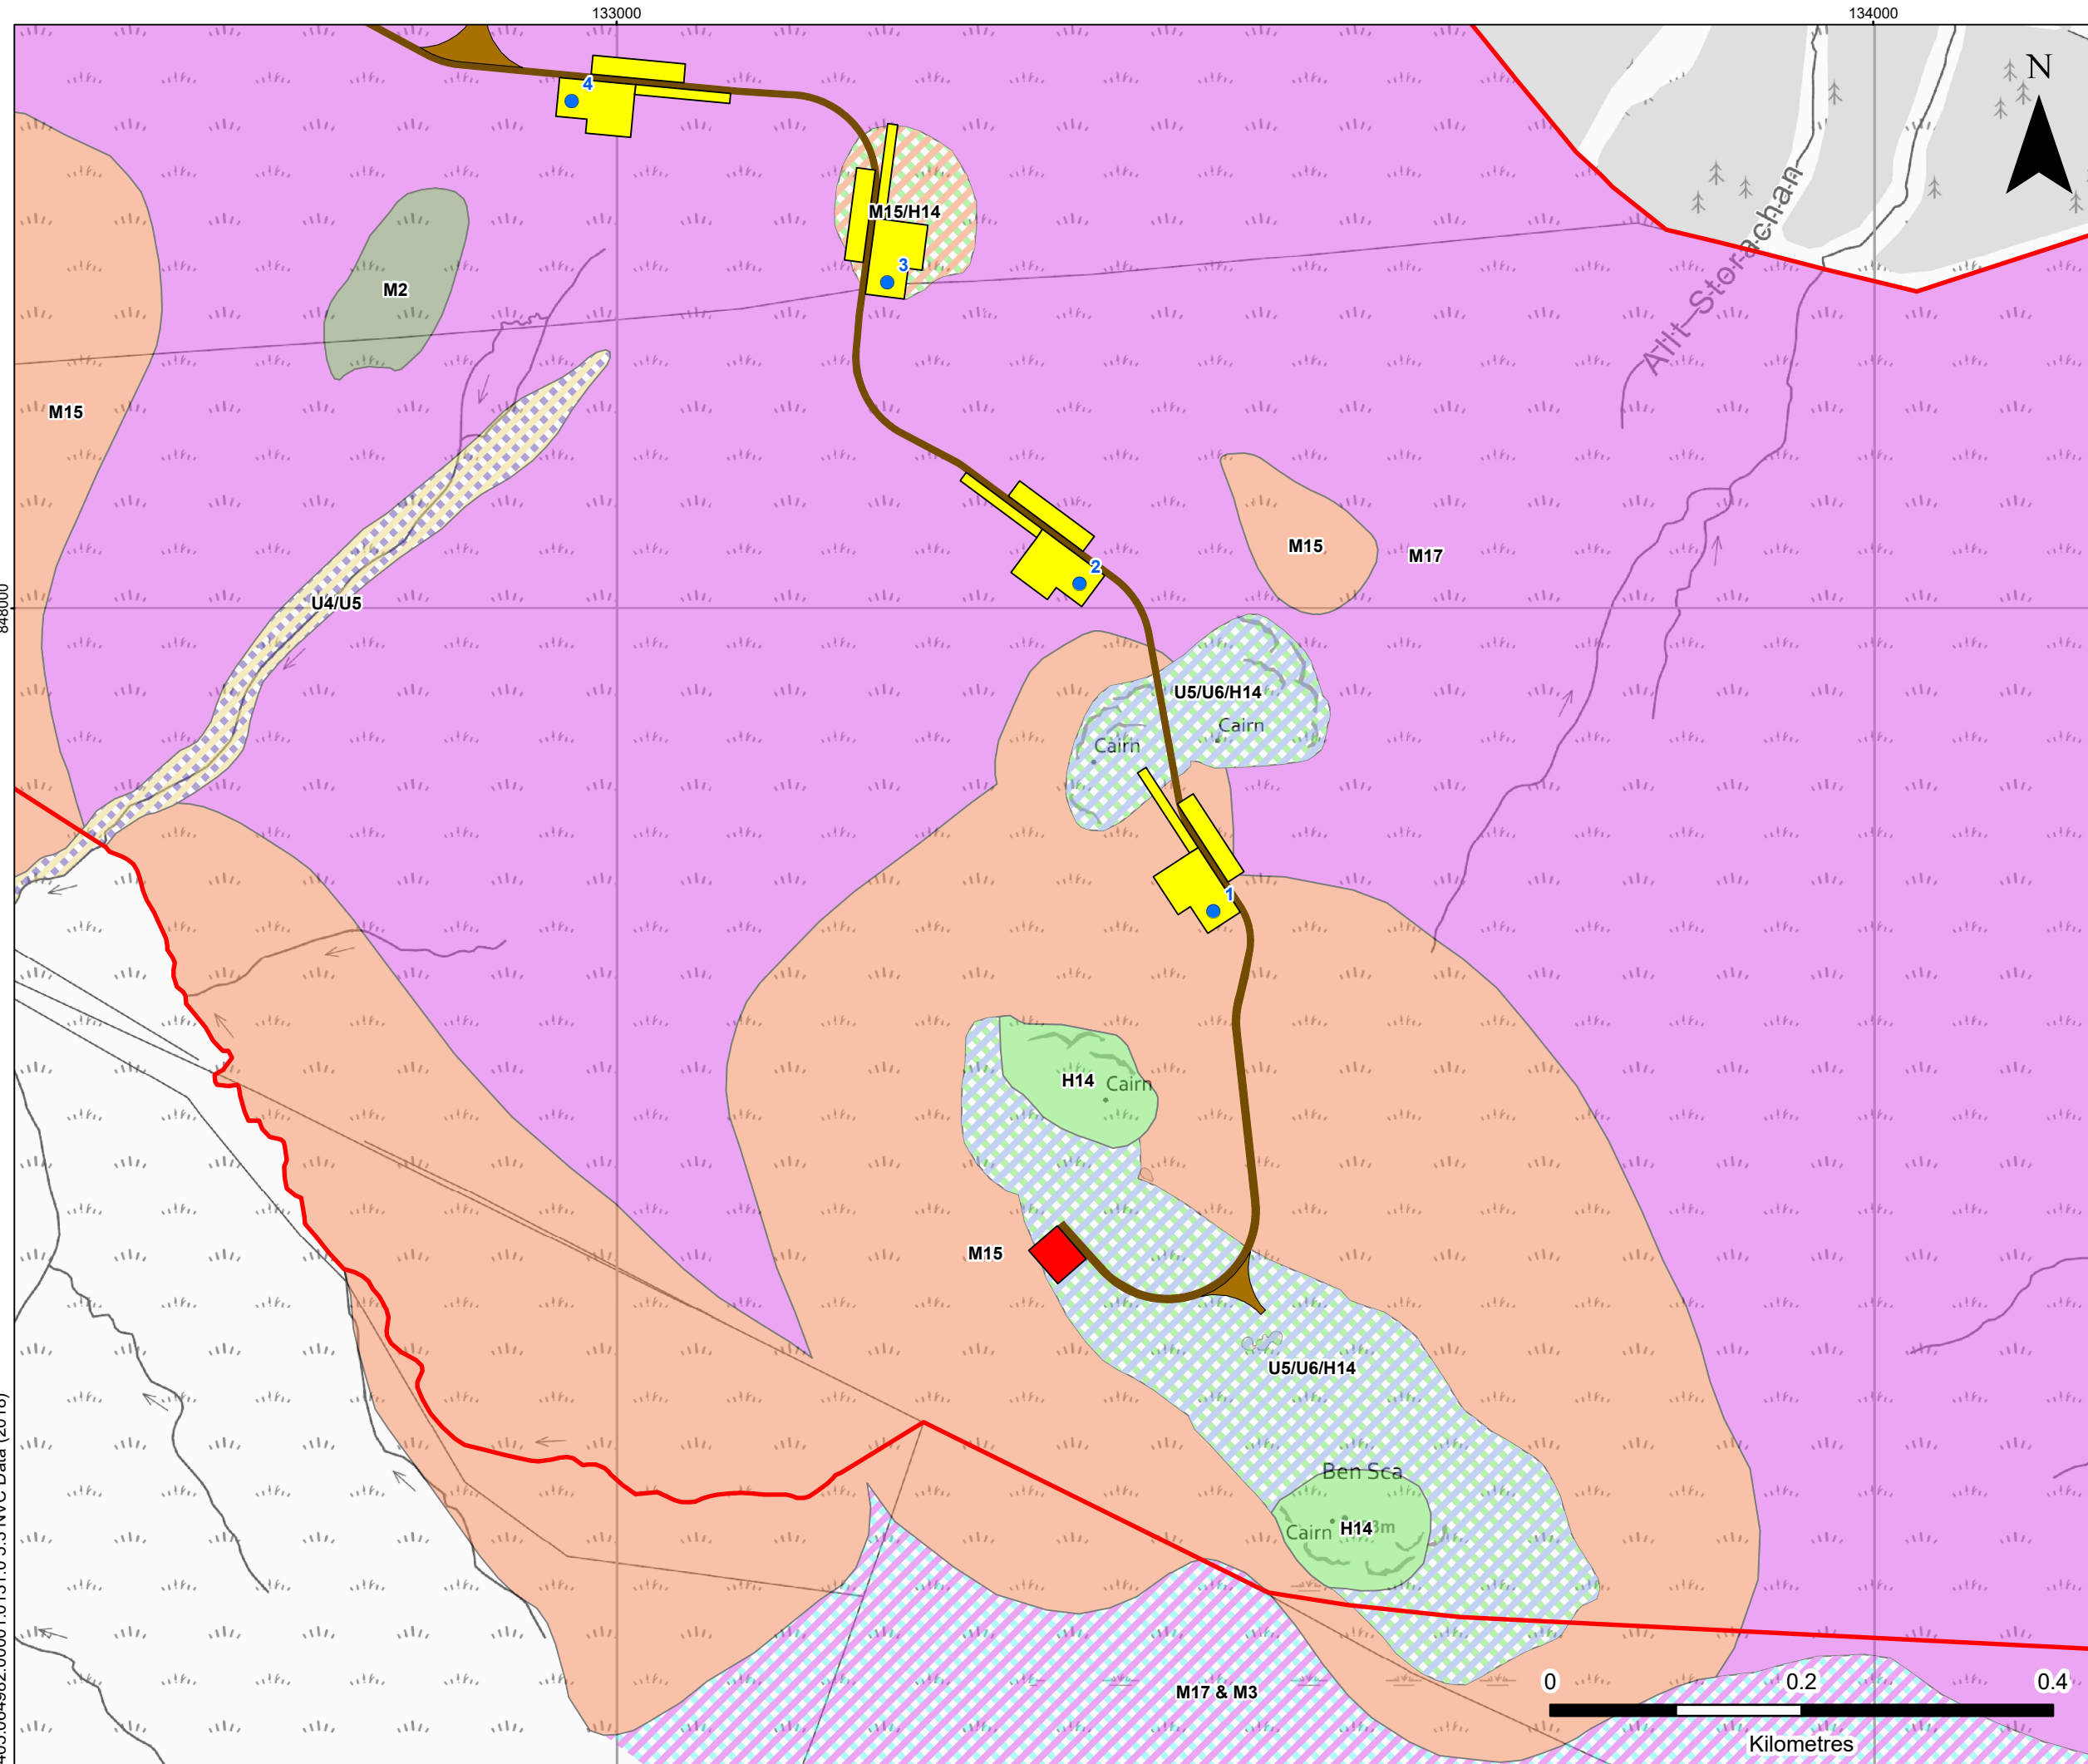 133000
134000
N
4
M15/H14
3
M2
Allt Storachan
M15
M15
M17
2
848000
U4/U5
U5/U6/H14
Cairn
Cairn
1
H14
Cairn
M15
U5/U6/H14
Ben Sca
Cairn
H14
M17 & M3
0
0.2
0.4
Kilometres